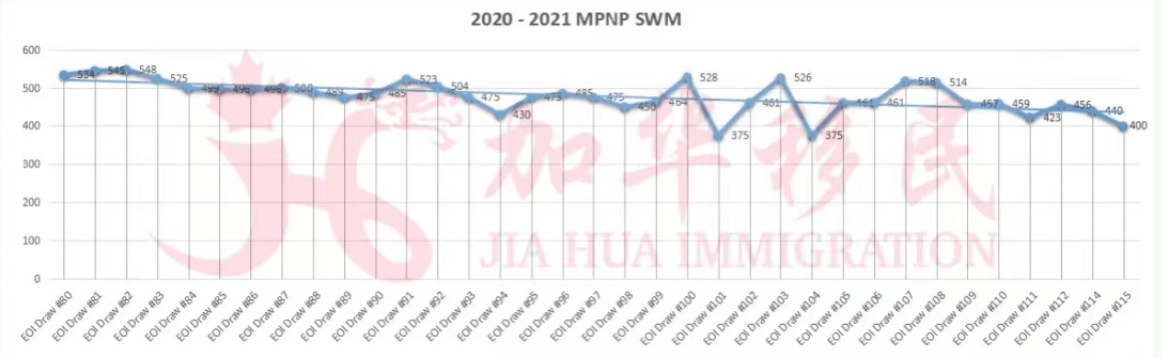 2020 - 2021 MPNP SWM
600
500
400
300
200
100
0
534
545
548
525
499
496
496
489
475
485
523
504
475
430
473
485
475
464
528
375
461
526
375
461
461
518
514
457
459
423
456
440
400
加华移民
JIA HUA IMMIGRATION
EOI Draw #80
EOI Draw #81
EOI Draw #82
EOI Draw #83
EOI Draw #84
EOI Draw #85
EOI Draw #86
EOI Draw #87
EOI Draw #88
EOI Draw #89
EOI Draw #90
EOI Draw #91
EOI Draw #92
EOI Draw #93
EOI Draw #94
EOI Draw #95
EOI Draw #96
EOI Draw #97
EOI Draw #98
EOI Draw #99
EOI Draw #100
EOI Draw #101
EOI Draw #102
EOI Draw #103
EOI Draw #104
EOI Draw #105
EOI Draw #106
EOI Draw #107
EOI Draw #108
EOI Draw #109
EOI Draw #110
EOI Draw #111
EOI Draw #112
EOI Draw #114
EOI Draw #115